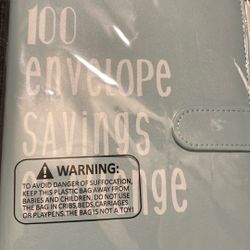 100
envelope
savings
WARNING:
TO AVOID DANGER OF SUFFOCATION,
KEEP THIS PLASTIC BAG AWAY FROM
BABIES AND CHILDREN. DO NOT USE
THE BAG IN CRIBS, BEDS, CARRIAGES
OR PLAYPENS. THE BAG IS NOT A TOY!